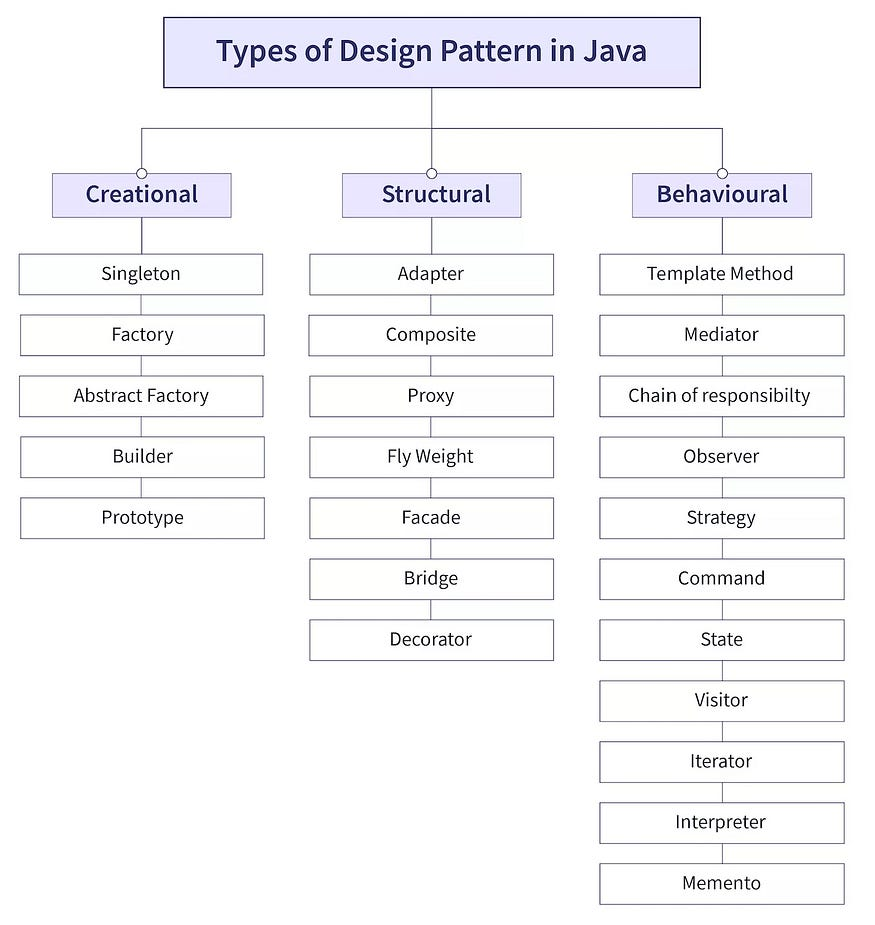 Types of Design Pattern in Java
Creational
Singleton
Factory
Abstract Factory
Builder
Prototype
Structural
Adapter
Composite
Proxy
Fly Weight
Facade
Bridge
Decorator
Behavioural
Template Method
Mediator
Chain of responsibilty
Observer
Strategy
Command
State
Visitor
Iterator
Interpreter
Memento